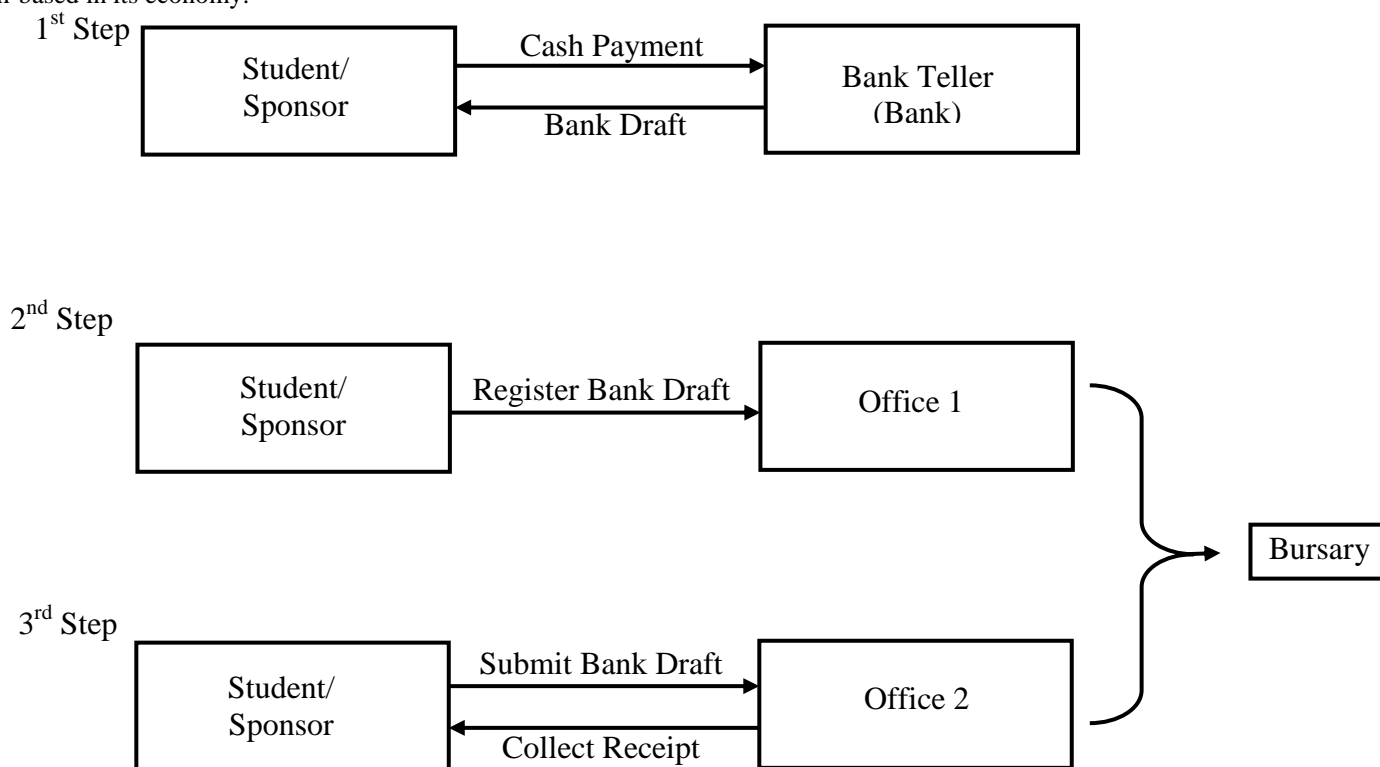 1st Step
Student/
Sponsor
Cash Payment
Bank Draft
Bank Teller
(Bank)
2nd Step
Student/
Sponsor
Register Bank Draft
Office 1
Bursary
3rd Step
Student/
Sponsor
Submit Bank Draft
Collect Receipt
Office 2